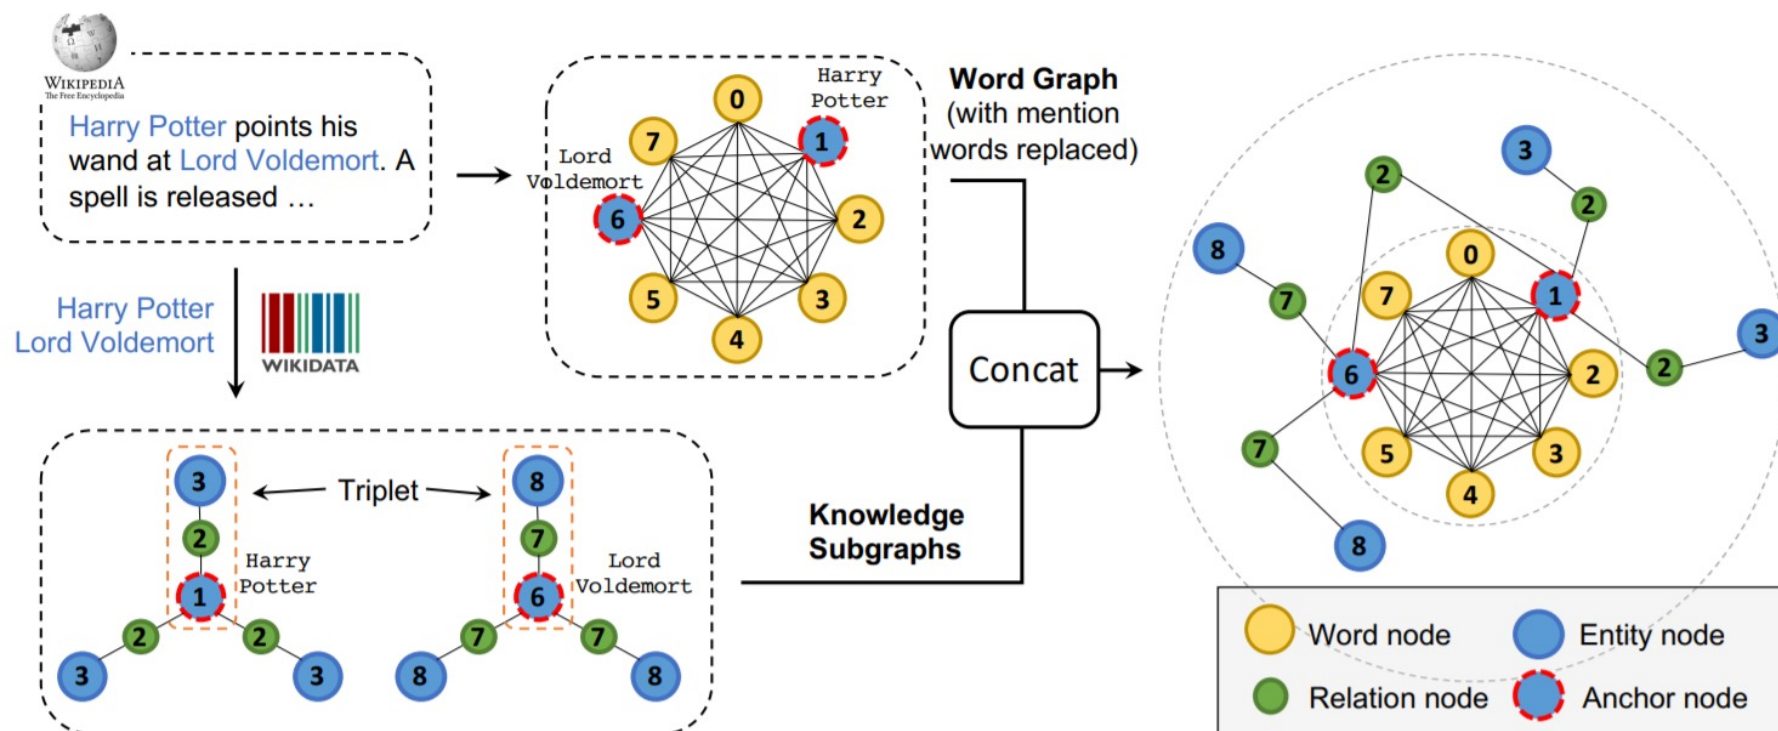 WIKIPEDIA
The Free Encyclopedia
Harry Potter points his
wand at Lord Voldemort. A
spell is released …
Harry Potter
Lord Voldemort
WIKIDATA
0
Harry
Potter
1
7
Lord
Voldemort
6
2
5
3
4
Word Graph
(with mention
words replaced)
Concat
3
Triplet
8
2
7
Harry
Potter
1
Lord
Voldemort
6
2
2
7
7
3
3
8
8
Knowledge
Subgraphs
3
2
2
8
0
7
7
1
3
6
2
2
7
5
3
4
8
Word node
Entity node
Relation node
Anchor node